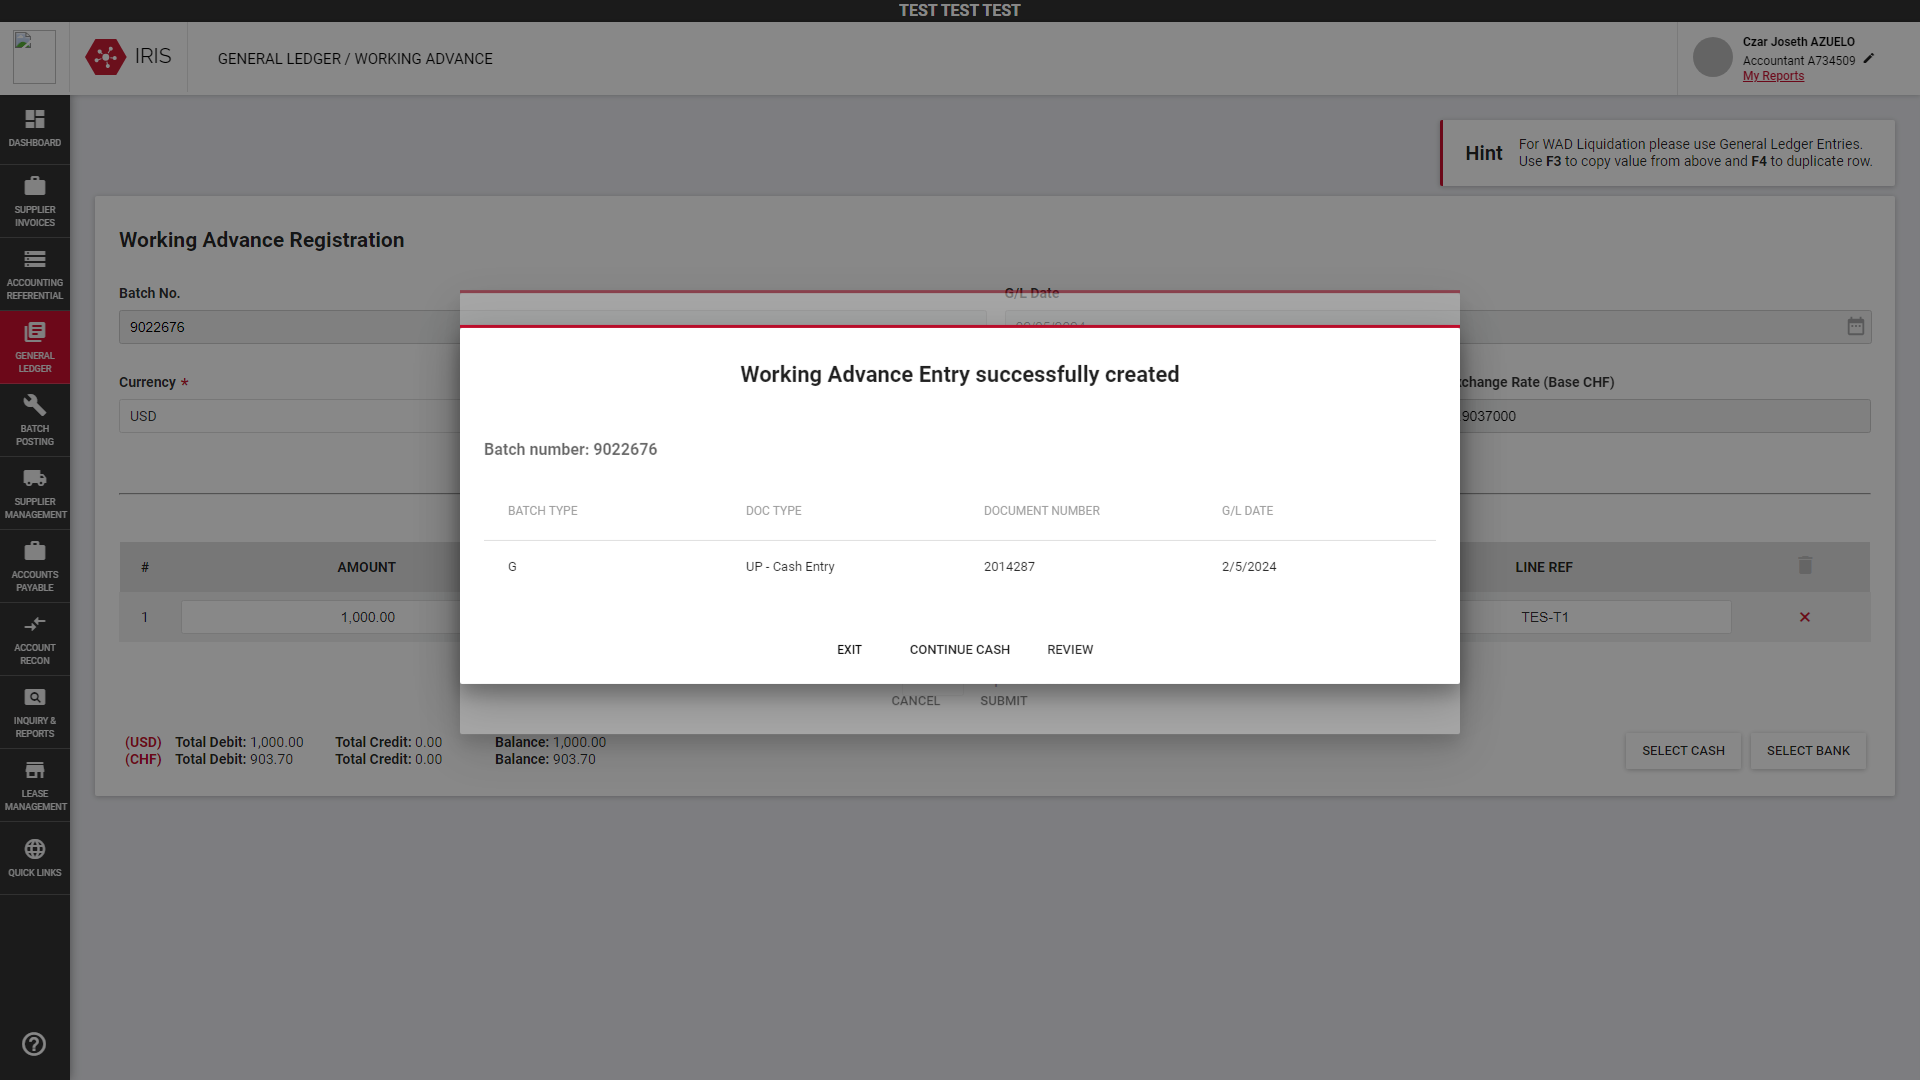 TEST TEST TEST
IRIS
GENERAL LEDGER / WORKING ADVANCE
Czar Joseth AZUELO
Accountant A734509
My Reports
DASHBOARD
SUPPLIER
INVOICES
ACCOUNTING
REFERENTIAL
GENERAL
LEDGER
BATCH
POSTING
SUPPLIER
MANAGEMENT
ACCOUNTS
PAYABLE
ACCOUNT
RECON
INQUIRY &
REPORTS
LEASE
MANAGEMENT
QUICK LINKS
Hint
For WAD Liquidation please use General Ledger Entries.
Use F3 to copy value from above and F4 to duplicate row.
Working Advance Registration
Batch No.
G/L Date
9022676
Currency *
change Rate (Base CHF)
USD
9037000
Working Advance Entry successfully created
Batch number: 9022676
BATCH TYPE DOC TYPE DOCUMENT NUMBER G/L DATE
G UP - Cash Entry 2014287 2/5/2024
EXIT CONTINUE CASH REVIEW
# AMOUNT LINE REF
1 1,000.00 TES-T1
CANCEL SUBMIT
(USD) Total Debit: 1,000.00 Total Credit: 0.00 Balance: 1,000.00
(CHF) Total Debit: 903.70 Total Credit: 0.00 Balance: 903.70
SELECT CASH SELECT BANK